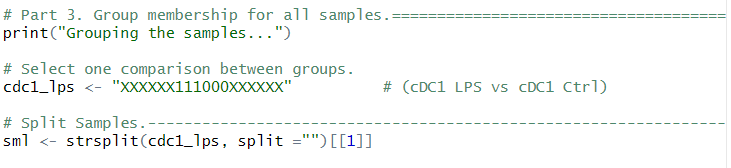 # Part 3. Group membership for all samples.=====================================
print("Grouping the samples...")
# Select one comparison between groups.
cdc1_lps <- "XXXXXX111000XXXXXX"          # (cDC1 LPS vs cDC1 Ctrl)
# Split Samples.----------------------------------------------------------------
sml <- strsplit(cdc1_lps, split ="")[[1]]